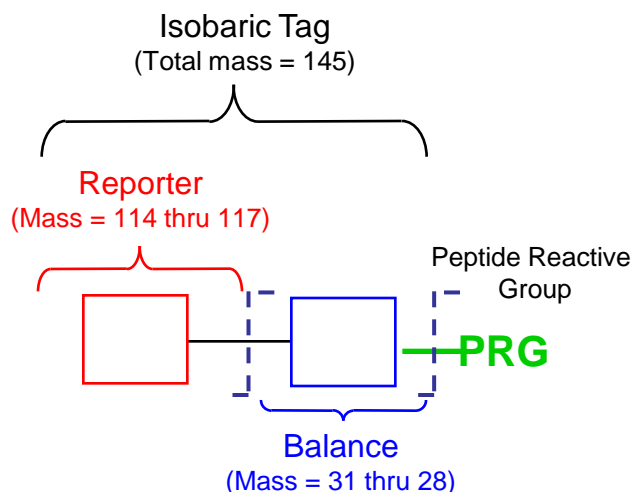 Isobaric Tag
(Total mass = 145)
Reporter
(Mass = 114 thru 117)
Peptide Reactive
Group
PRG
Balance
(Mass = 31 thru 28)